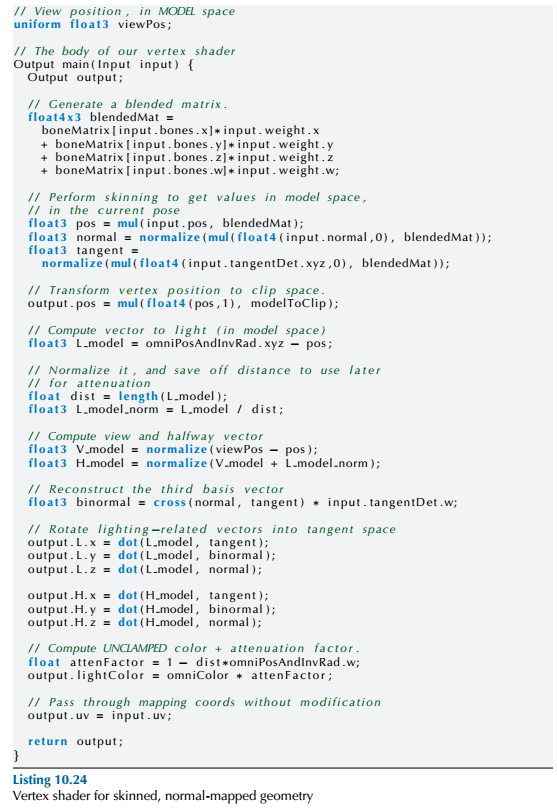 // View position, in MODEL space
uniform float3 viewPos;
// The body of our vertex shader
Output main(Input input) {
Output output;
// Generate a blended matrix.
float4x3 blendedMat =
boneMatrix[input.bones.x]*input.weight.x
+ boneMatrix[input.bones.y]*input.weight.y
+ boneMatrix[input.bones.z]*input.weight.z
+ boneMatrix[input.bones.w]*input.weight.w;
// Perform skinning to get values in model space,
// in the current pose
float3 pos = mul(input.pos, blendedMat);
float3 normal = normalize(mul(float4(input.normal,0), blendedMat));
float3 tangent =
normalize(mul(float4(input.tangentDet.xyz,0), blendedMat));
// Transform vertex position to clip space.
output.pos = mul(float4(pos,1), modelToClip);
// Compute vector to light (in model space)
float3 L_model = omniPosAndInvRad.xyz − pos;
// Normalize it, and save off distance to use later
// for attenuation
float dist = length(L_model);
float3 L_model_norm = L_model / dist;
// Compute view and halfway vector
float3 V_model = normalize(viewPos − pos);
float3 H_model = normalize(V_model + L_model_norm);
// Reconstruct the third basis vector
float3 binormal = cross(normal, tangent) * input.tangentDet.w;
// Rotate lighting−related vectors into tangent space
output.L.x = dot(L_model, tangent);
output.L.y = dot(L_model, binormal);
output.L.z = dot(L_model, normal);
output.H.x = dot(H_model, tangent);
output.H.y = dot(H_model, binormal);
output.H.z = dot(H_model, normal);
// Compute UNCLAMPED color + attenuation factor.
float attenFactor = 1 − dist*omniPosAndInvRad.w;
output.lightColor = omniColor * attenFactor;
// Pass through mapping coords without modification
output.uv = input.uv;
return output;
}
Listing 10.24
Vertex shader for skinned, normal-mapped geometry